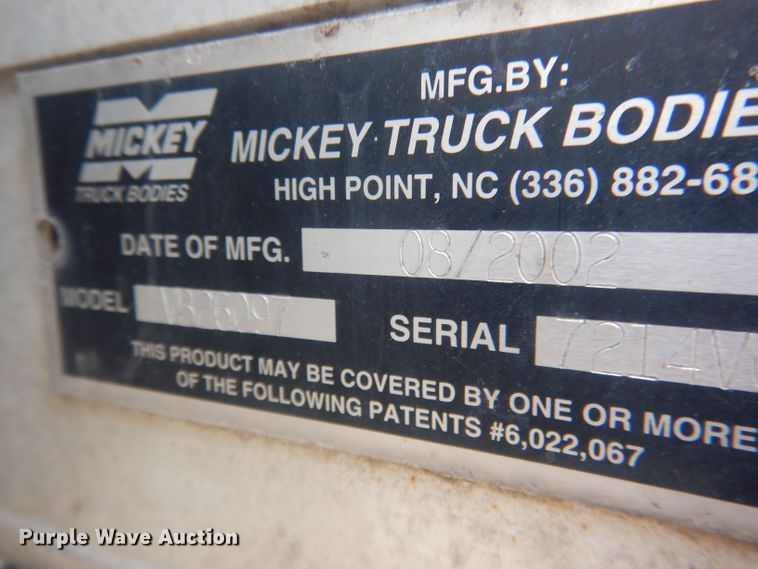 MICKEY
TRUCK BODIES
MFG.BY:
MICKEY TRUCK BODIE
HIGH POINT, NC (336) 882-68
DATE OF MFG. 08/2002
MODEL
SERIAL 7214V
THIS PRODUCT MAY BE COVERED BY ONE OR MORE
OF THE FOLLOWING PATENTS #6,022,067
Purple Wave Auction